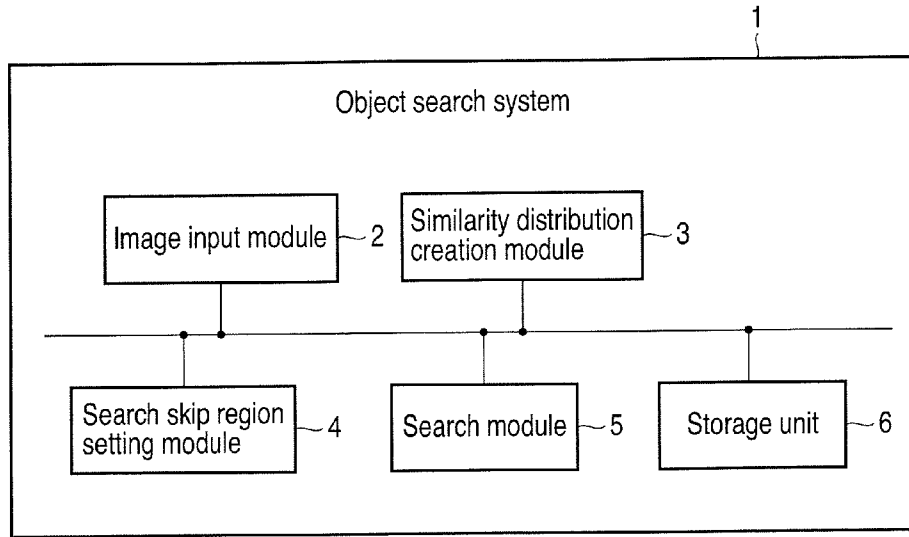 1
Object search system
Image input module
2
Similarity distribution
creation module
3
Search skip region
setting module
4
Search module
5
Storage unit
6